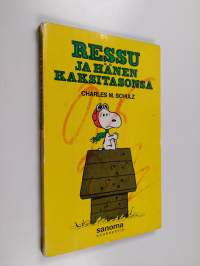 RESSU
JA HÄNEN
KAKSITASONSA
CHARLES M. SCHULZ
sanoma